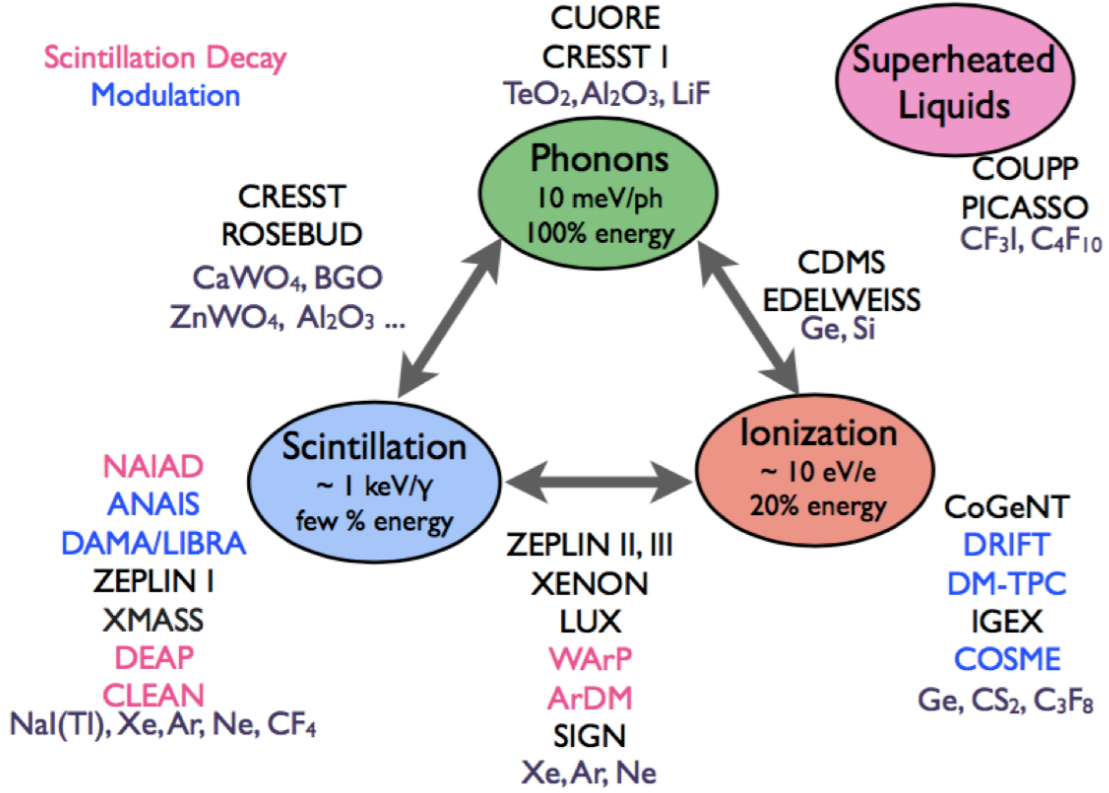 Scintillation Decay
Modulation
CUORE
CRESST I
TeO₂, Al₂O₃, LiF
Superheated
Liquids
COUPP
PICASSO
CF₃I, C₄F₁₀
Phonons
10 meV/ph
100% energy
CRESST
ROSEBUD
CaWO₄, BGO
ZnWO₄, Al₂O₃ ...
CDMS
EDELWEISS
Ge, Si
Scintillation
~ 1 keV/γ
few % energy
Ionization
~ 10 eV/e
20% energy
NAIAD
ANAIS
DAMA/LIBRA
ZEPLIN I
XMASS
DEAP
CLEAN
NaI(Tl), Xe, Ar, Ne, CF₄
ZEPLIN II, III
XENON
LUX
WArP
ArDM
SIGN
Xe, Ar, Ne
CoGeNT
DRIFT
DM-TPC
IGEX
COSME
Ge, CS₂, C₃F₈